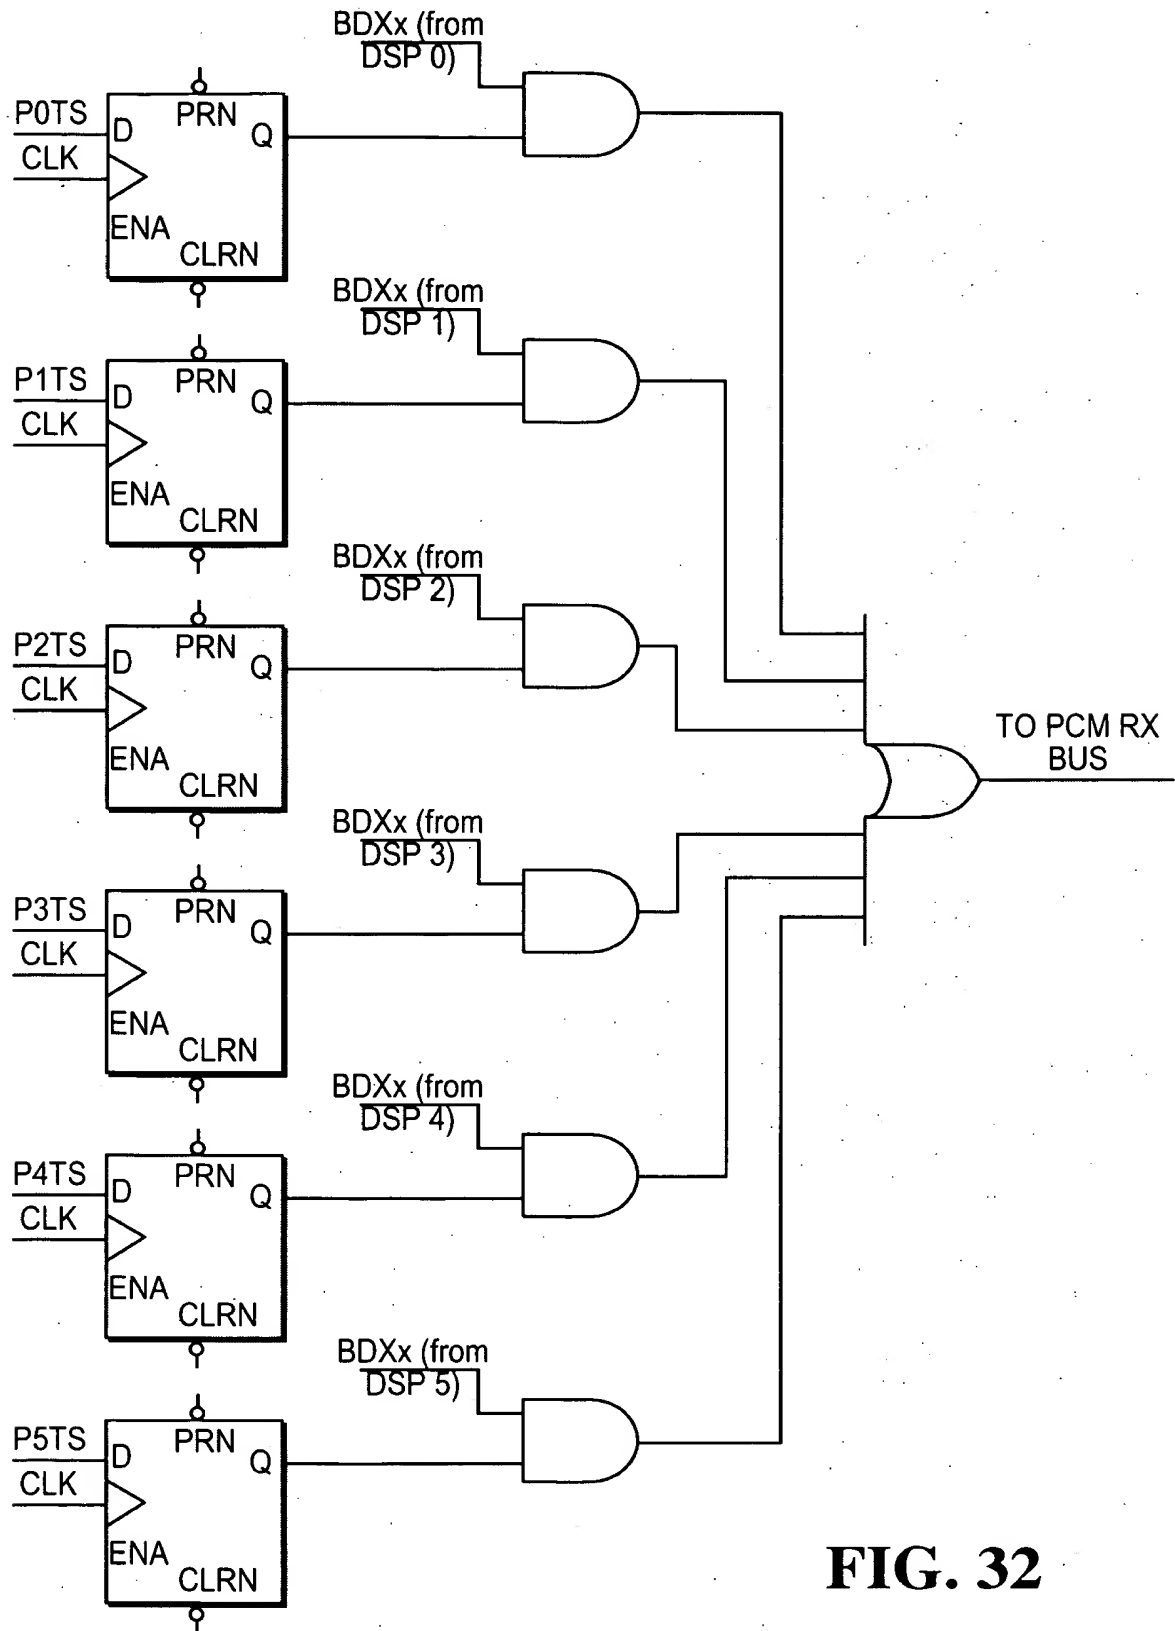 BDXx (from
DSP 0)
P0TS
CLK
D
PRN
Q
ENA
CLRN
BDXx (from
DSP 1)
P1TS
CLK
D
PRN
Q
ENA
CLRN
BDXx (from
DSP 2)
P2TS
CLK
D
PRN
Q
ENA
CLRN
TO PCM RX
BUS
BDXx (from
DSP 3)
P3TS
CLK
D
PRN
Q
ENA
CLRN
BDXx (from
DSP 4)
P4TS
CLK
D
PRN
Q
ENA
CLRN
BDXx (from
DSP 5)
P5TS
CLK
D
PRN
Q
ENA
CLRN
FIG. 32